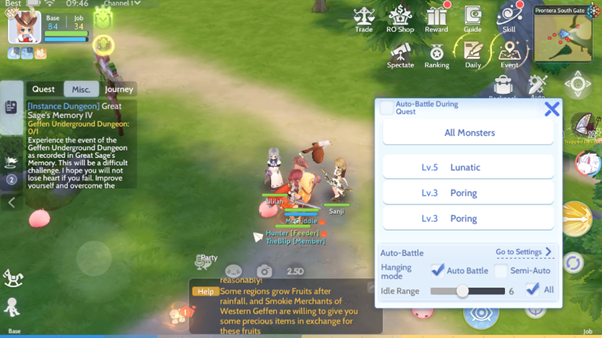 Best
09:46
Channel 1
Base
84
Job
34
Trade
RO Shop
Reward
Guide
Skill
Prontera South Gate
Spectate
Ranking
Daily
Event
Quest
Misc.
Journey
[Instance Dungeon] Great
Sage's Memory IV
Geffen Underground Dungeon:
0/1
Experience the event of the
Geffen Underground Dungeon
as recorded in Great Sage's
Memory. This will be a difficult
challenge. I hope you will not
lose heart if you fail. Improve
yourself and overcome the
2
Sanji
Hunter [Feeder]
TheBlip [Member]
Party
2.5D
reasonably!
Help
Some regions grow Fruits after
rainfall, and Smokie Merchants of
Western Geffen are willing to give you
some precious items in exchange for
these fruits
Auto-Battle During
Quest
All Monsters
Lv.5 Lunatic
Lv.3 Poring
Lv.3 Poring
Auto-Battle
Go to Settings
Hanging
mode
Auto Battle
Semi-Auto
Idle Range
6
All
Base
Job